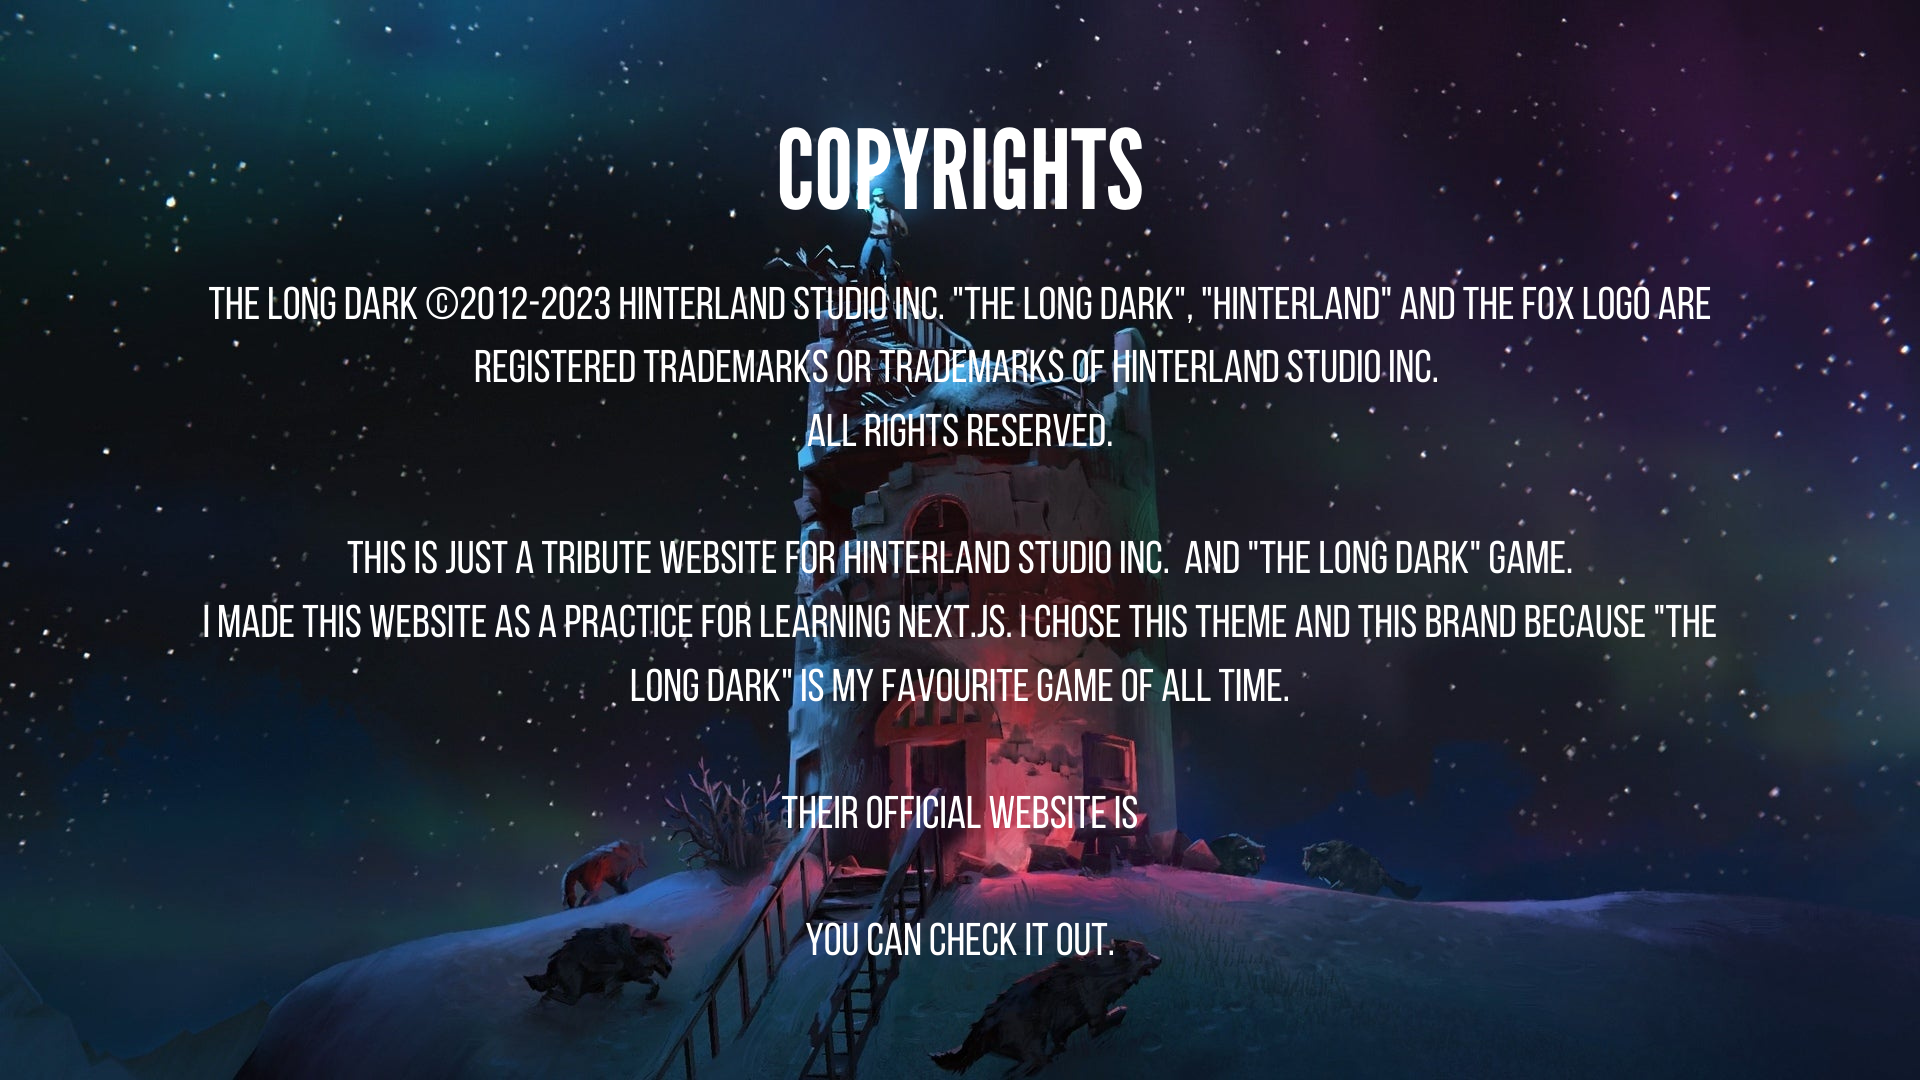 COPYRIGHTS
THE LONG DARK ©2012-2023 HINTERLAND STUDIO INC. "THE LONG DARK", "HINTERLAND" AND THE FOX LOGO ARE
REGISTERED TRADEMARKS OR TRADEMARKS OF HINTERLAND STUDIO INC.
ALL RIGHTS RESERVED.
THIS IS JUST A TRIBUTE WEBSITE FOR HINTERLAND STUDIO INC. AND "THE LONG DARK" GAME.
I MADE THIS WEBSITE AS A PRACTICE FOR LEARNING NEXT.JS. I CHOSE THIS THEME AND THIS BRAND BECAUSE "THE
LONG DARK" IS MY FAVOURITE GAME OF ALL TIME.
THEIR OFFICIAL WEBSITE IS
YOU CAN CHECK IT OUT.